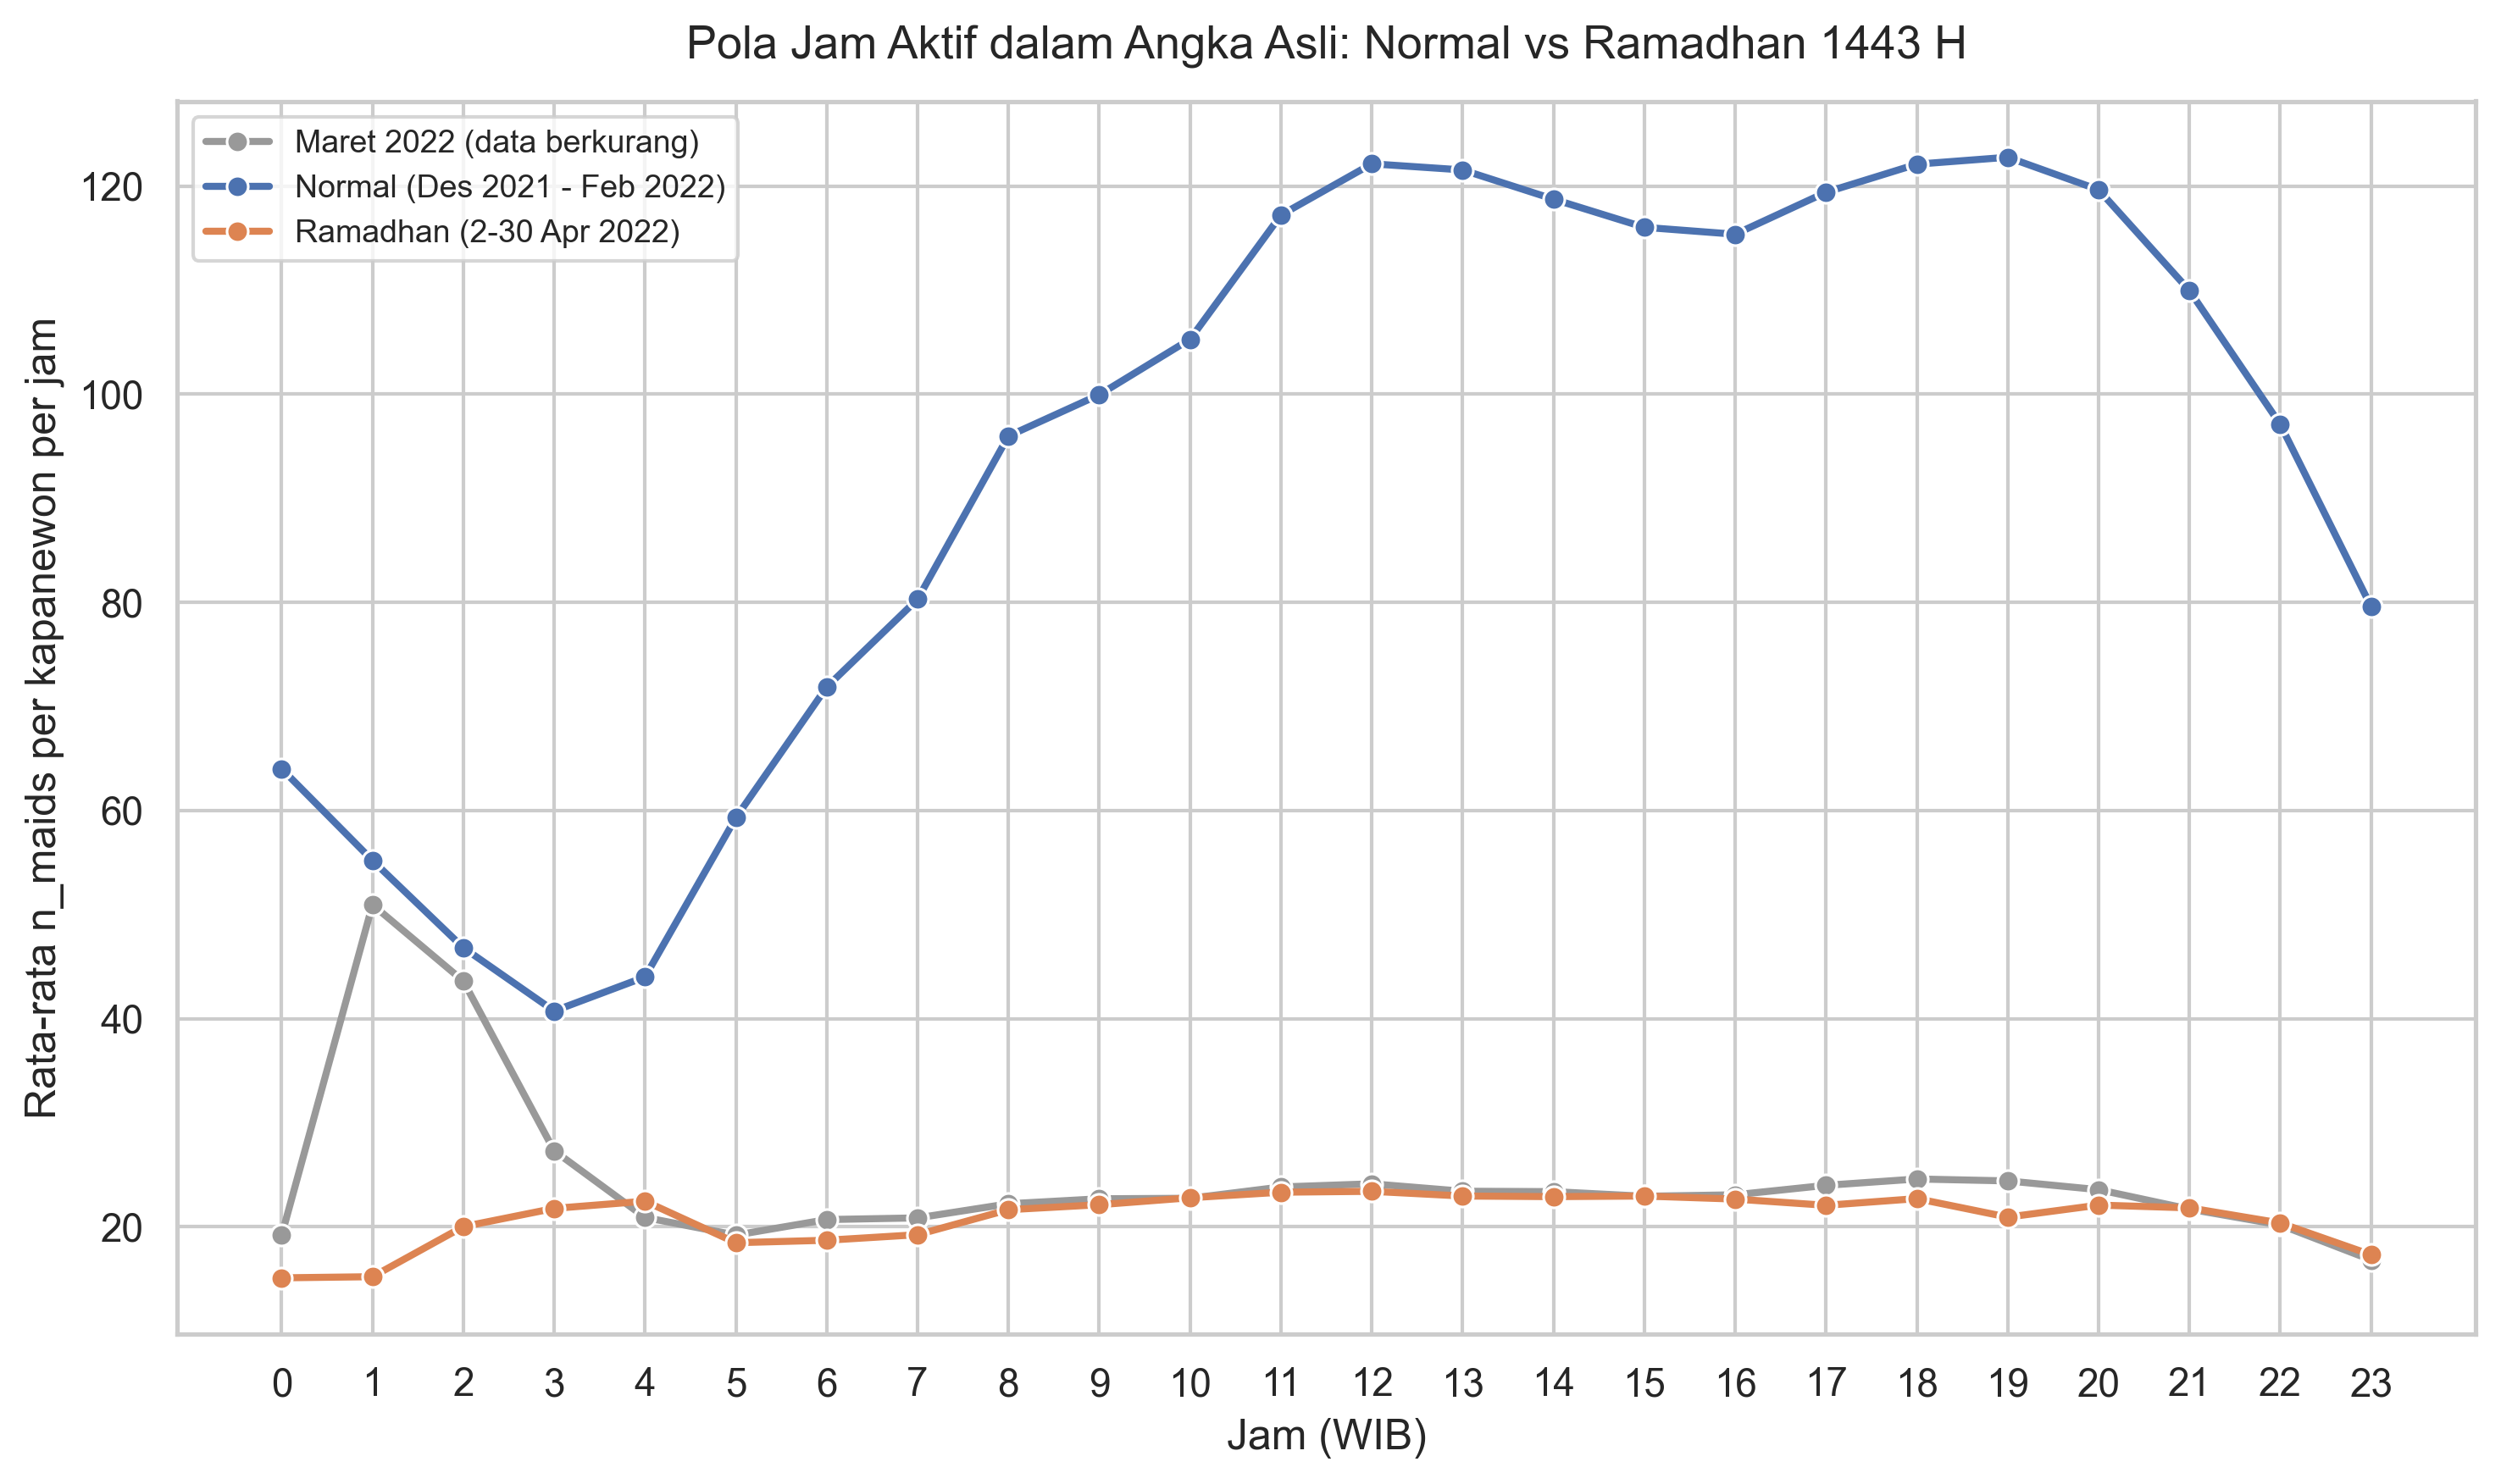 Pola Jam Aktif dalam Angka Asli: Normal vs Ramadhan 1443 H
Maret 2022 (data berkurang)
Normal (Des 2021 - Feb 2022)
Ramadhan (2-30 Apr 2022)
Rata-rata n_maids per kapanewon per jam
120
100
80
60
40
20
0 1 2 3 4 5 6 7 8 9 10 11 12 13 14 15 16 17 18 19 20 21 22 23
Jam (WIB)